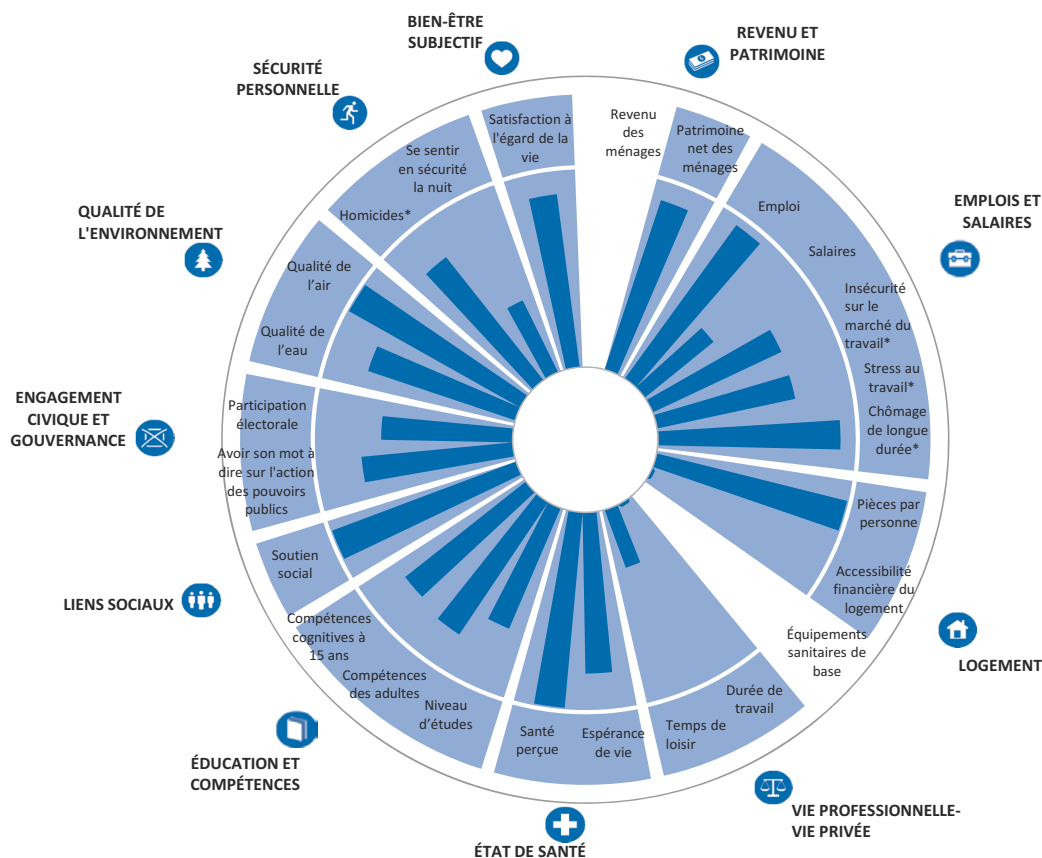 BIEN-ÊTRE
SUBJECTIF
REVENU ET
PATRIMOINE
SÉCURITÉ
PERSONNELLE
Satisfaction à
l'égard de la
vie
Revenu
des
ménages
Patrimoine
net des
ménages
Se sentir
en sécurité
la nuit
Homicides*
Emploi
Salaires
Insécurité
sur le
marché du
travail*
Stress au
travail*
Chômage
de longue
durée*
EMPLOIS ET
SALAIRES
QUALITÉ DE
L'ENVIRONNEMENT
Qualité de
l’air
Qualité de
l’eau
ENGAGEMENT
CIVIQUE ET
GOUVERNANCE
Participation
électorale
Avoir son mot à
dire sur l'action
des pouvoirs
publics
Pièces par
personne
Accessibilité
financière du
logement
Équipements
sanitaires de
base
LOGEMENT
LIENS SOCIAUX
Soutien
social
Compétences
cognitives à
15 ans
Compétences
des adultes
Niveau
d’études
Santé
perçue
Espérance
de vie
Temps de
loisir
Durée de
travail
ÉDUCATION ET
COMPÉTENCES
ÉTAT DE SANTÉ
VIE PROFESSIONNELLE-
VIE PRIVÉE